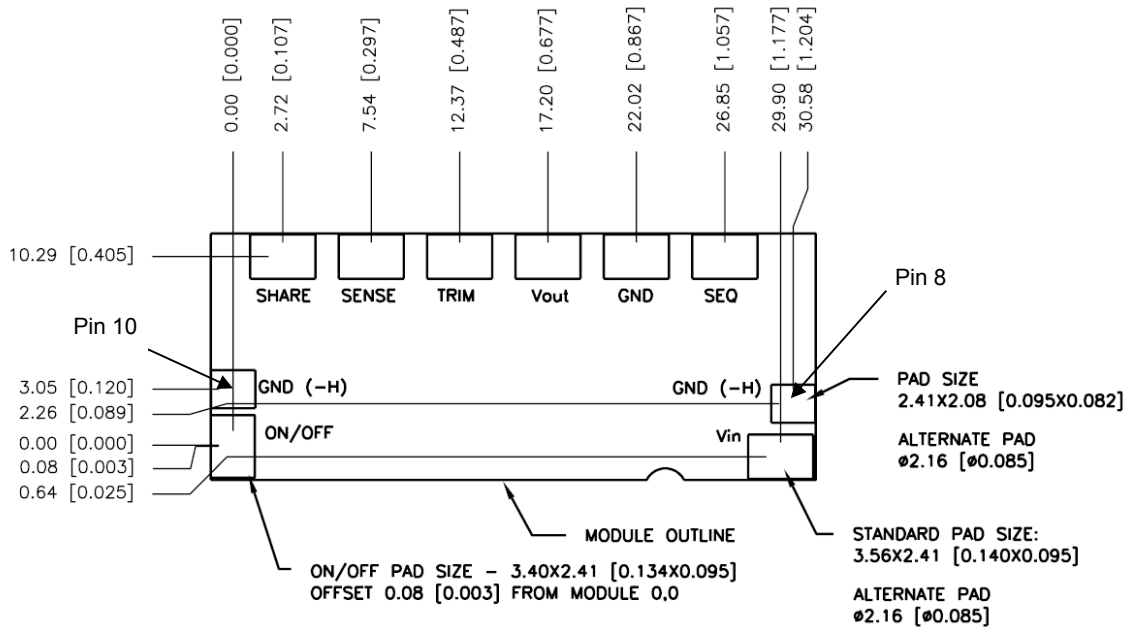 0.00 [0.000]
2.72 [0.107]
7.54 [0.297]
12.37 [0.487]
17.20 [0.677]
22.02 [0.867]
26.85 [1.057]
29.90 [1.177]
30.58 [1.204]
10.29 [0.405]
SHARE
SENSE
TRIM
Vout
GND
SEQ
Pin 8
Pin 10
3.05 [0.120]
GND (-H)
GND (-H)
2.26 [0.089]
0.00 [0.000]
ON/OFF
Vin
0.08 [0.003]
0.64 [0.025]
PAD SIZE
2.41X2.08 [0.095X0.082]
ALTERNATE PAD
ø2.16 [ø0.085]
MODULE OUTLINE
STANDARD PAD SIZE:
3.56X2.41 [0.140X0.095]
ALTERNATE PAD
ø2.16 [ø0.085]
ON/OFF PAD SIZE - 3.40X2.41 [0.134X0.095]
OFFSET 0.08 [0.003] FROM MODULE 0,0